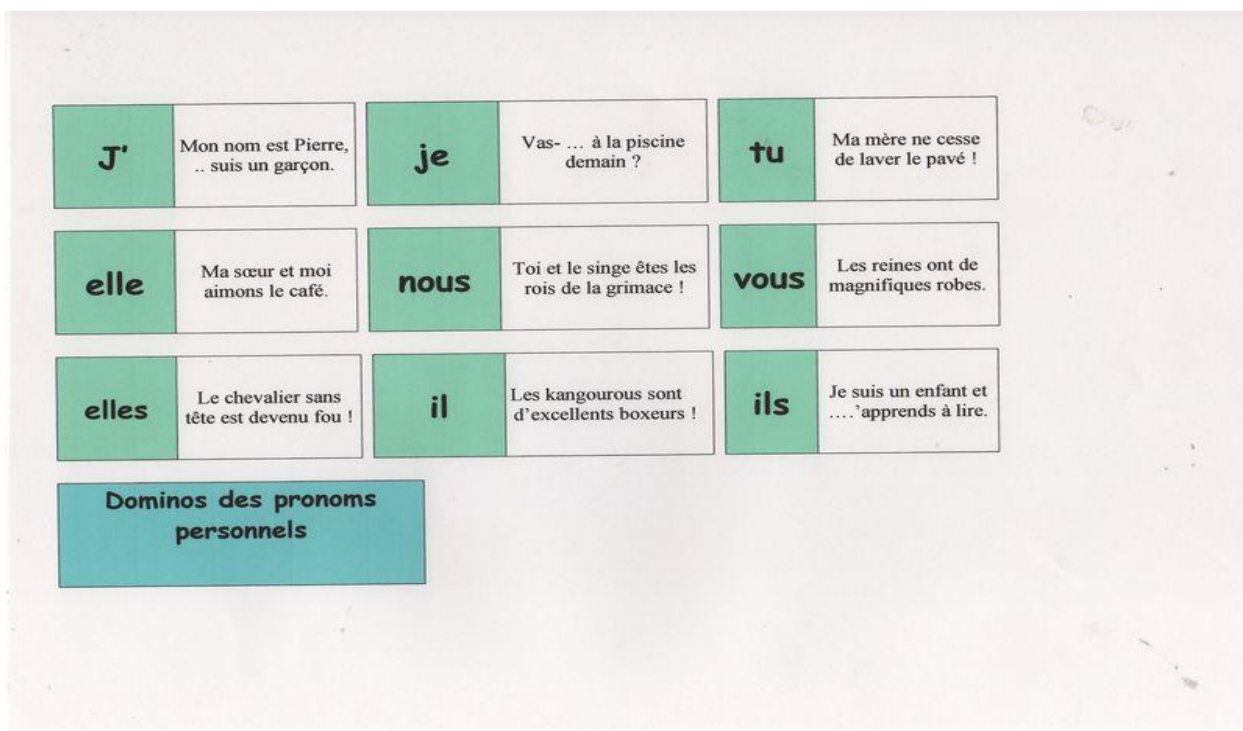 J'
Mon nom est Pierre,
.. suis un garçon.
je
Vas- … à la piscine
demain ?
tu
Ma mère ne cesse
de laver le pavé !
elle
Ma sœur et moi
aimons le café.
nous
Toi et le singe êtes les
rois de la grimace !
vous
Les reines ont de
magnifiques robes.
elles
Le chevalier sans
tête est devenu fou !
il
Les kangourous sont
d'excellents boxeurs !
ils
Je suis un enfant et
….'apprends à lire.
Dominos des pronoms
personnels